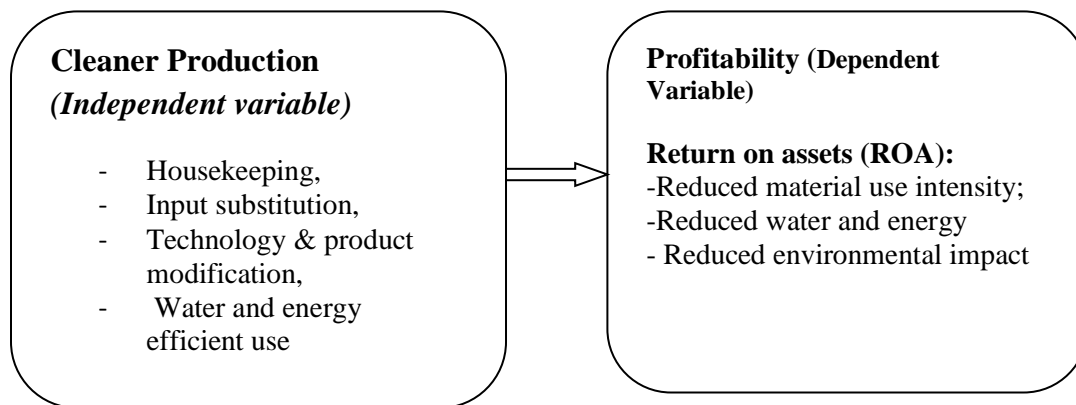 Cleaner Production
(Independent variable)
- Housekeeping,
- Input substitution,
- Technology & product
modification,
- Water and energy
efficient use
Profitability (Dependent
Variable)
Return on assets (ROA):
-Reduced material use intensity;
-Reduced water and energy
- Reduced environmental impact